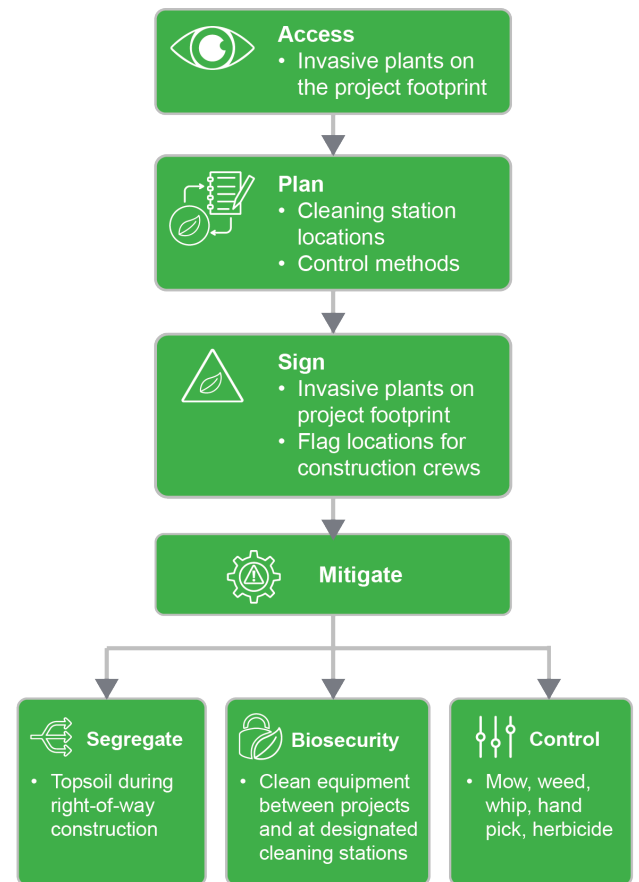 Access
• Invasive plants on
the project footprint
Plan
• Cleaning station
locations
• Control methods
Sign
• Invasive plants on
project footprint
• Flag locations for
construction crews
Mitigate
Segregate
• Topsoil during
right-of-way
construction
Biosecurity
• Clean equipment
between projects
and at designated
cleaning stations
Control
• Mow, weed,
whip, hand
pick, herbicide